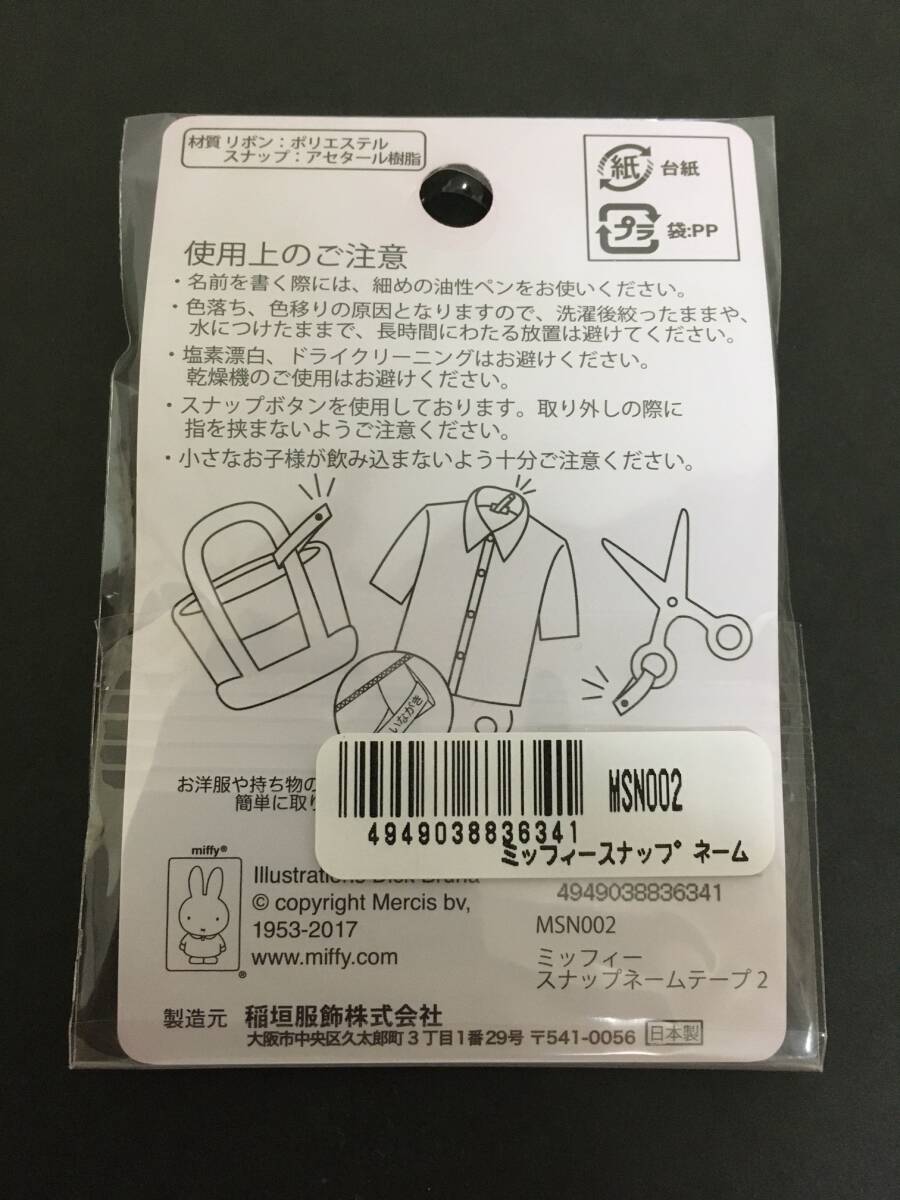 材質 リボン：ポリエステル
スナップ：アセタール樹脂
紙 台紙
プラ 袋:PP
使用上のご注意
・名前を書く際には、細めの油性ペンをお使いください。
・色落ち、色移りの原因となりますので、洗濯後絞ったままや、
水につけたままで、長時間にわたる放置は避けてください。
・塩素漂白、ドライクリーニングはお避けください。
乾燥機のご使用はお避けください。
・スナップボタンを使用しております。取り外しの際に
指を挟まないようご注意ください。
・小さなお子様が飲み込まないよう十分ご注意ください。
いながき
お洋服や持ち物の
簡単に取り
4949038836341
MSN002
ミッフィースナップ ネーム
miffy®
Illustrations Dick Bruna
© copyright Mercis bv,
1953-2017
www.miffy.com
®
4949038836341
MSN002
ミッフィー
スナップネームテープ2
製造元 稲垣服飾株式会社
大阪市中央区久太郎町3丁目1番29号 〒541-0056 日本製